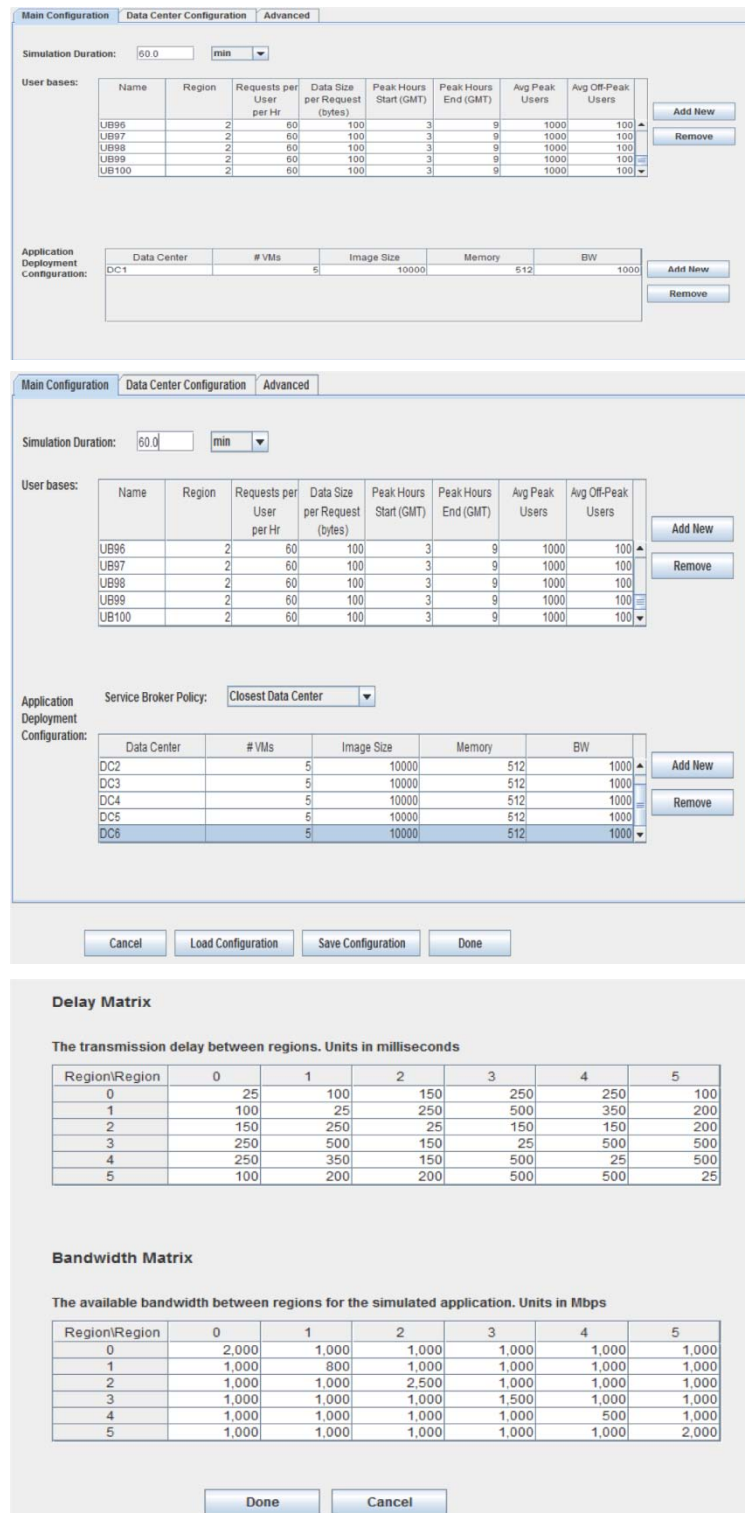 Main Configuration Data Center Configuration Advanced
Simulation Duration: 60.0 min
User bases:
Name Region Requests per User per Hr Data Size per Request (bytes) Peak Hours Start (GMT) Peak Hours End (GMT) Avg Peak Users Avg Off-Peak Users
UB96 2 60 100 3 9 1000 100
UB97 2 60 100 3 9 1000 100
UB98 2 60 100 3 9 1000 100
UB99 2 60 100 3 9 1000 100
UB100 2 60 100 3 9 1000 100
Add New
Remove
Application Deployment Configuration:
Data Center # VMs Image Size Memory BW
DC1 5 10000 512 1000
Add New
Remove
Main Configuration Data Center Configuration Advanced
Simulation Duration: 60.0 min
User bases:
Name Region Requests per User per Hr Data Size per Request (bytes) Peak Hours Start (GMT) Peak Hours End (GMT) Avg Peak Users Avg Off-Peak Users
UB96 2 60 100 3 9 1000 100
UB97 2 60 100 3 9 1000 100
UB98 2 60 100 3 9 1000 100
UB99 2 60 100 3 9 1000 100
UB100 2 60 100 3 9 1000 100
Add New
Remove
Application Deployment Configuration:
Service Broker Policy: Closest Data Center
Data Center # VMs Image Size Memory BW
DC2 5 10000 512 1000
DC3 5 10000 512 1000
DC4 5 10000 512 1000
DC5 5 10000 512 1000
DC6 5 10000 512 1000
Add New
Remove
Cancel Load Configuration Save Configuration Done
Delay Matrix
The transmission delay between regions. Units in milliseconds
Region\Region 0 1 2 3 4 5
0 25 100 150 250 250 100
1 100 25 250 500 350 200
2 150 250 25 150 150 200
3 250 500 150 25 500 500
4 250 350 150 500 25 500
5 100 200 200 500 500 25
Bandwidth Matrix
The available bandwidth between regions for the simulated application. Units in Mbps
Region\Region 0 1 2 3 4 5
0 2,000 1,000 1,000 1,000 1,000 1,000
1 1,000 800 1,000 1,000 1,000 1,000
2 1,000 1,000 2,500 1,000 1,000 1,000
3 1,000 1,000 1,000 1,500 1,000 1,000
4 1,000 1,000 1,000 1,000 500 1,000
5 1,000 1,000 1,000 1,000 1,000 2,000
Done Cancel